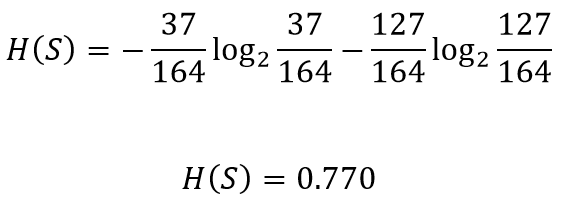 H(S) = − 37/164 log₂ 37/164 − 127/164 log₂ 127/164
H(S) = 0.770